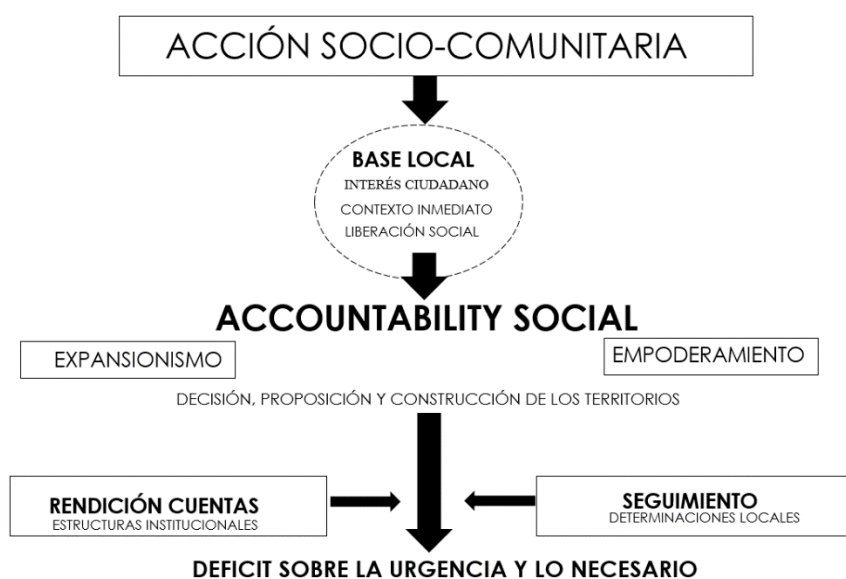 ACCIÓN SOCIO-COMUNITARIA
BASE LOCAL
INTERÉS CIUDADANO
CONTEXTO INMEDIATO
LIBERACIÓN SOCIAL
ACCOUNTABILITY SOCIAL
EXPANSIONISMO
EMPODERAMIENTO
DECISIÓN, PROPOSICIÓN Y CONSTRUCCIÓN DE LOS TERRITORIOS
RENDICIÓN CUENTAS
ESTRUCTURAS INSTITUCIONALES
SEGUIMIENTO
DETERMINACIONES LOCALES
DEFICIT SOBRE LA URGENCIA Y LO NECESARIO